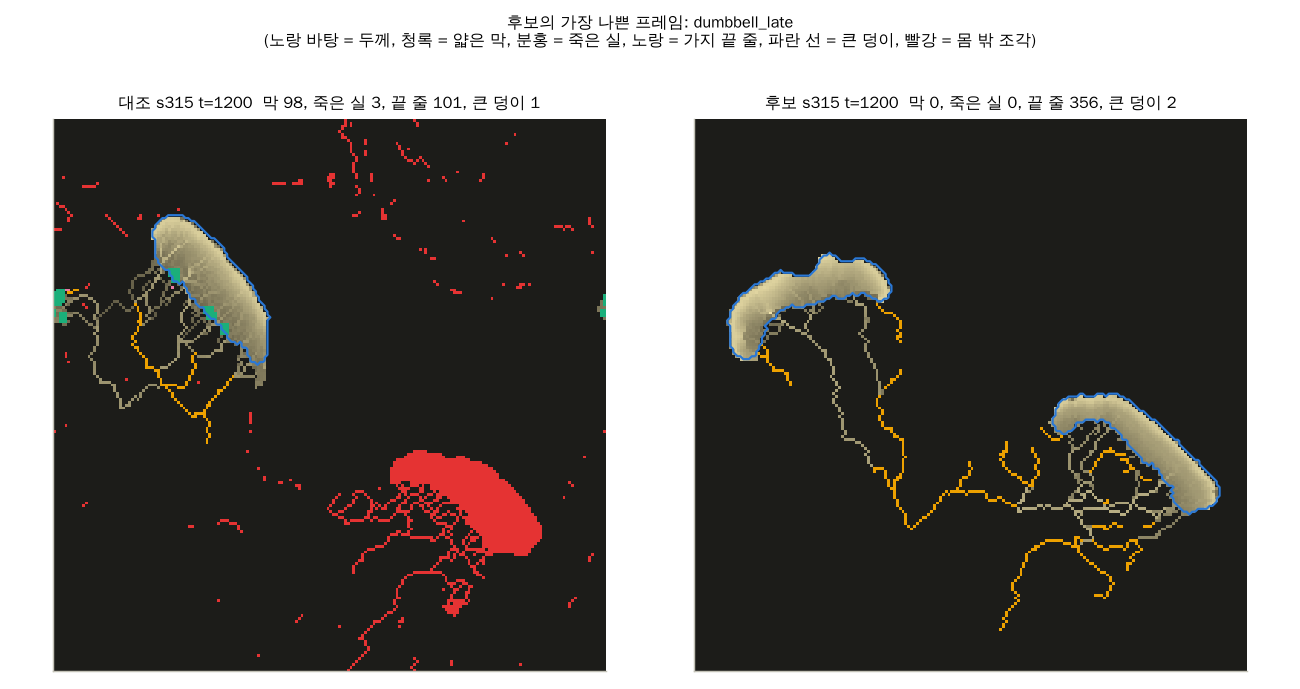 후보의 가장 나쁜 프레임: dumbbell_late
(노랑 바탕 = 두께, 청록 = 얇은 막, 분홍 = 죽은 실, 노랑 = 가지 끝 줄, 파란 선 = 큰 덩이, 빨강 = 몸 밖 조각)
대조 s315 t=1200  막 98, 죽은 실 3, 끝 줄 101, 큰 덩이 1
후보 s315 t=1200  막 0, 죽은 실 0, 끝 줄 356, 큰 덩이 2